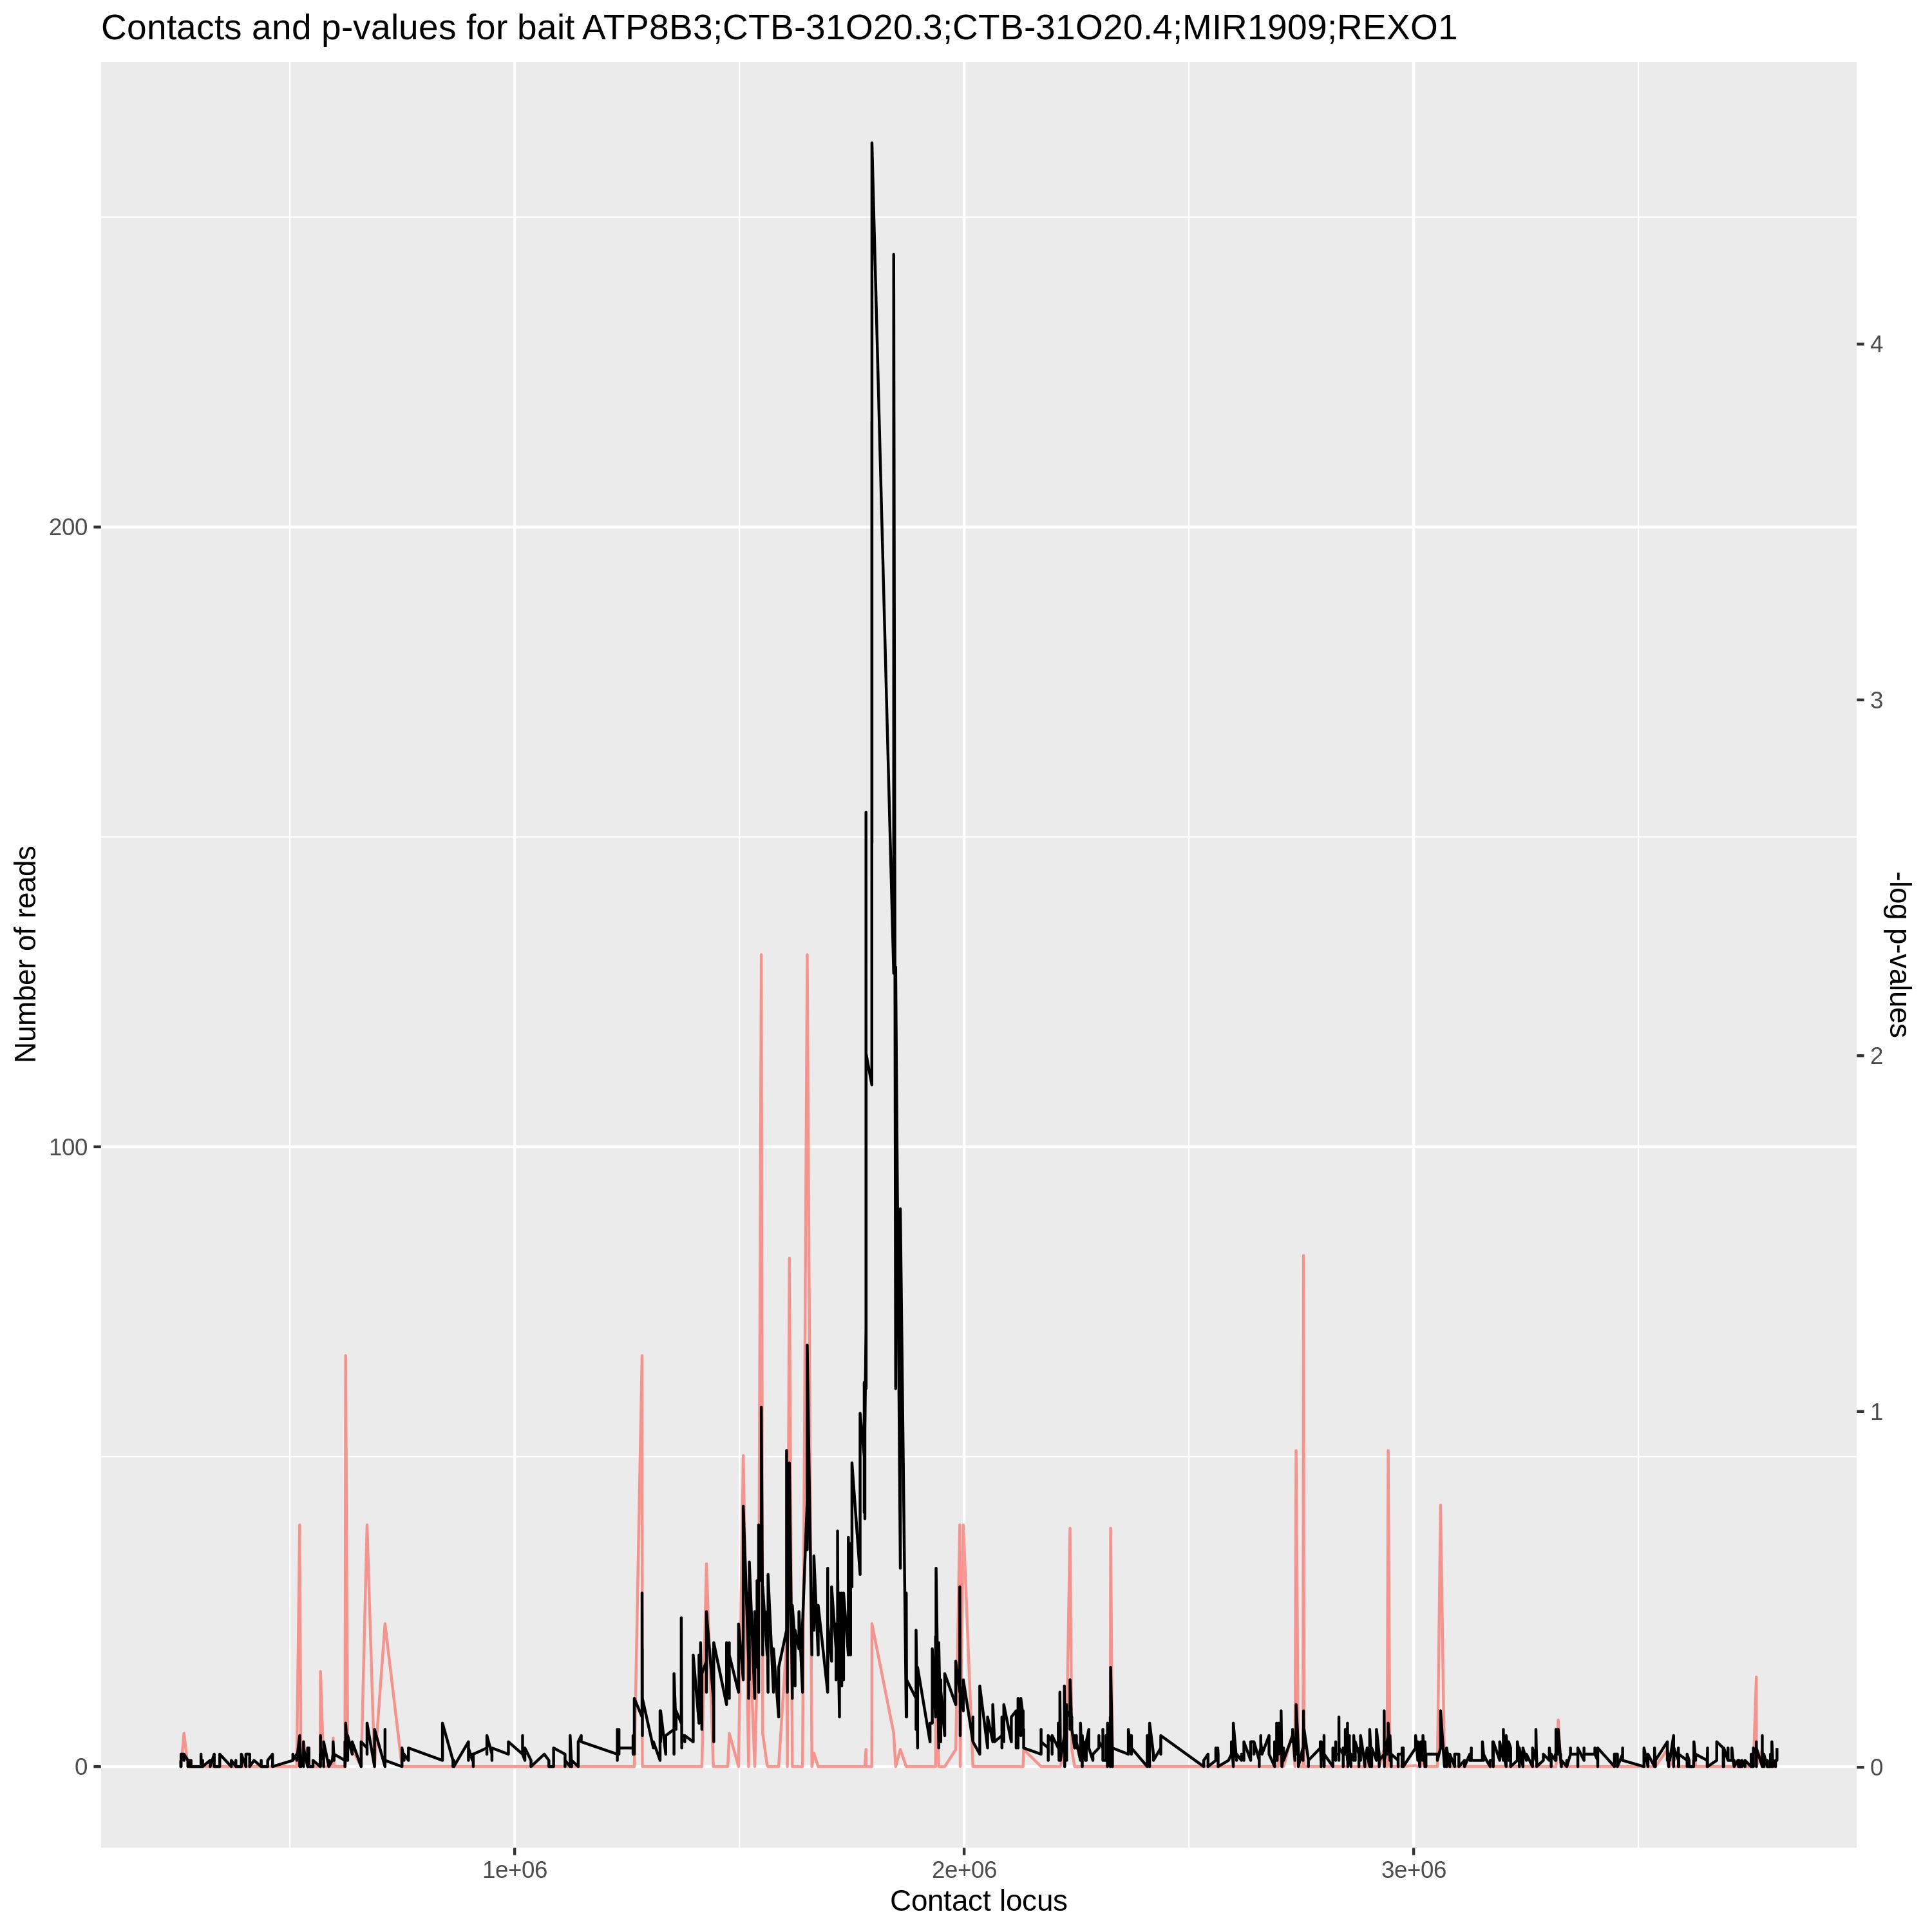 Contacts and p-values for bait ATP8B3;CTB-31O20.3;CTB-31O20.4;MIR1909;REXO1
Number of reads
200
100
0
-log p-values
4
3
2
1
0
1e+06
2e+06
3e+06
Contact locus